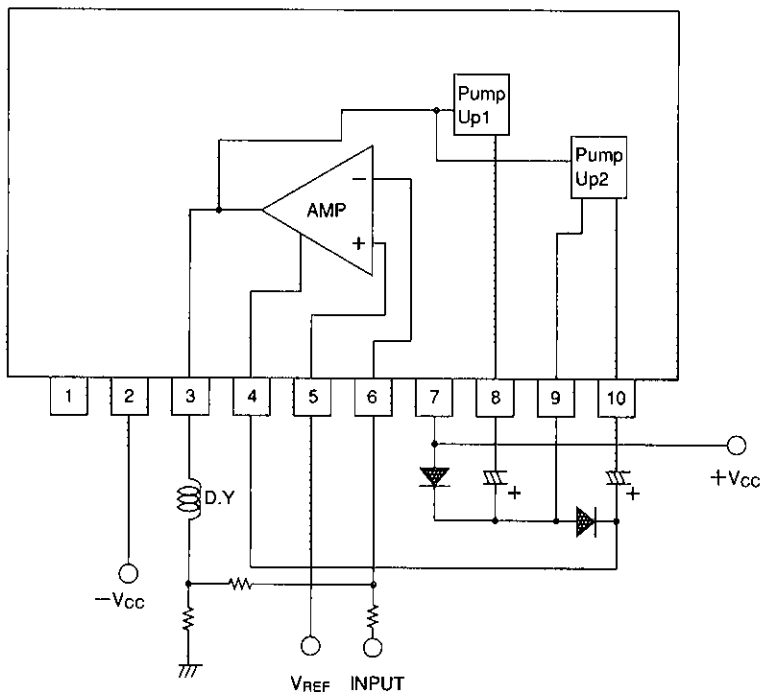 Pump
Up1
Pump
Up2
AMP
−
+
1 2 3 4 5 6 7 8 9 10
+VCC
+ +
D.Y
−VCC
VREF INPUT